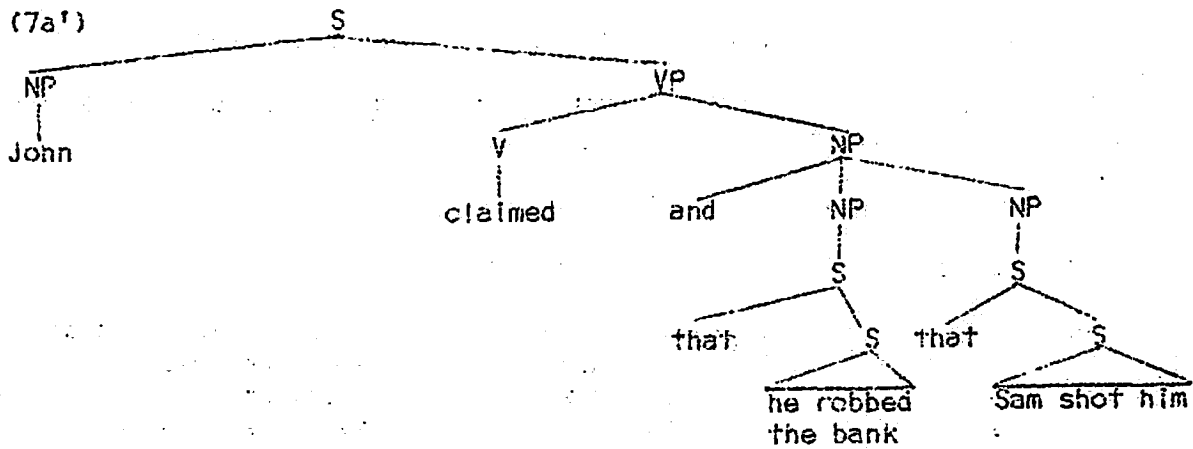 (7a')
S
NP VP
John V NP
claimed and NP NP
S S
that S that S
he robbed Sam shot him
the bank